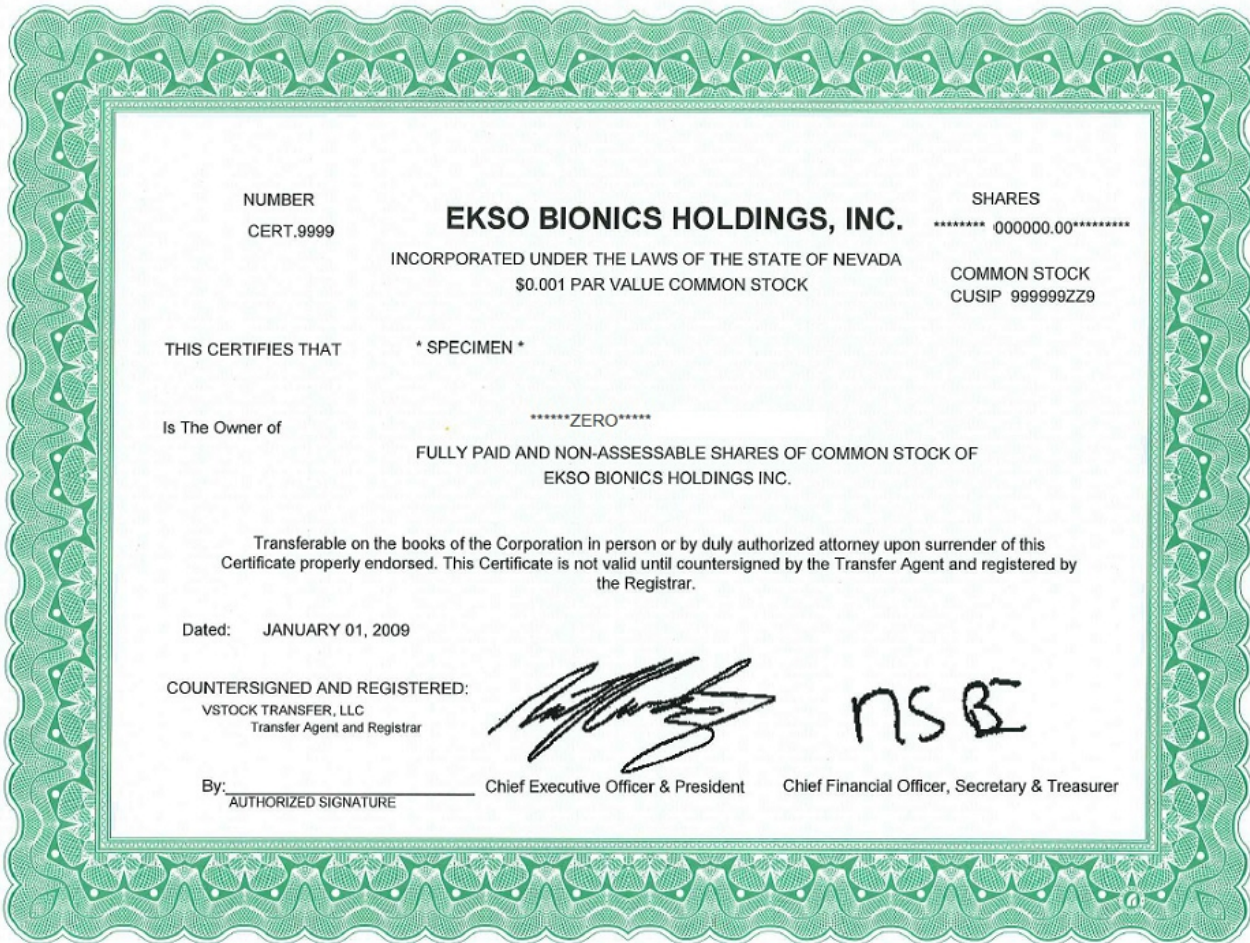 NUMBER
CERT.9999
EKSO BIONICS HOLDINGS, INC.
INCORPORATED UNDER THE LAWS OF THE STATE OF NEVADA
$0.001 PAR VALUE COMMON STOCK
SHARES
******** 000000.00*********
COMMON STOCK
CUSIP 999999ZZ9
THIS CERTIFIES THAT
* SPECIMEN *
Is The Owner of
******ZERO*****
FULLY PAID AND NON-ASSESSABLE SHARES OF COMMON STOCK OF
EKSO BIONICS HOLDINGS INC.
Transferable on the books of the Corporation in person or by duly authorized attorney upon surrender of this
Certificate properly endorsed. This Certificate is not valid until countersigned by the Transfer Agent and registered by
the Registrar.
Dated: JANUARY 01, 2009
COUNTERSIGNED AND REGISTERED:
VSTOCK TRANSFER, LLC
Transfer Agent and Registrar
By:
AUTHORIZED SIGNATURE
Chief Executive Officer & President
Chief Financial Officer, Secretary & Treasurer